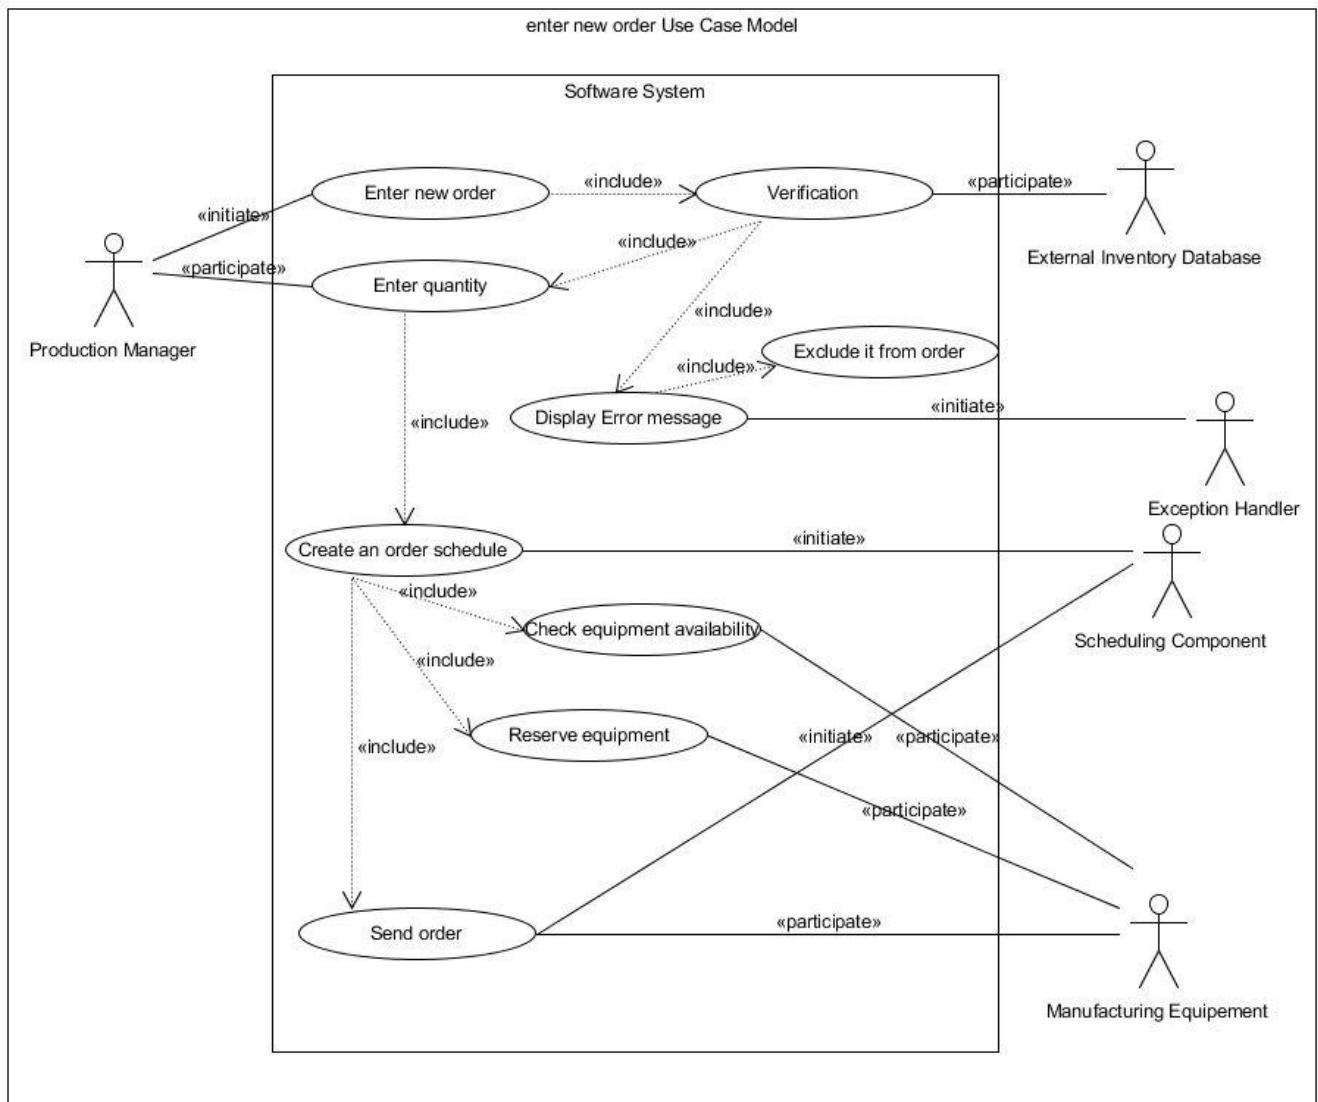 enter new order Use Case Model
Software System
Enter new order
«include»
Verification
«participate»
External Inventory Database
«initiate»
«participate»
Production Manager
Enter quantity
«include»
«include»
Exclude it from order
«include»
Display Error message
«initiate»
Exception Handler
«include»
Create an order schedule
«initiate»
Scheduling Component
«include»
Check equipment availability
«include»
Reserve equipment
«initiate»
«participate»
«include»
«participate»
Send order
«participate»
Manufacturing Equipement